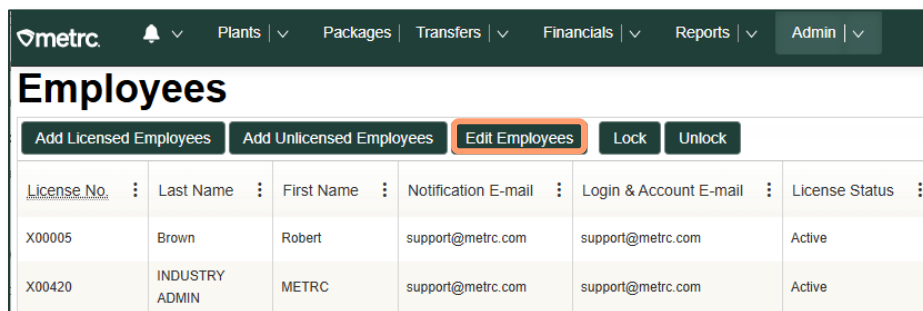 metrc. Plants Packages Transfers Financials Reports Admin
Employees
Add Licensed Employees Add Unlicensed Employees Edit Employees Lock Unlock
License No. Last Name First Name Notification E-mail Login & Account E-mail License Status
X00005 Brown Robert support@metrc.com support@metrc.com Active
X00420 INDUSTRY ADMIN METRC support@metrc.com support@metrc.com Active